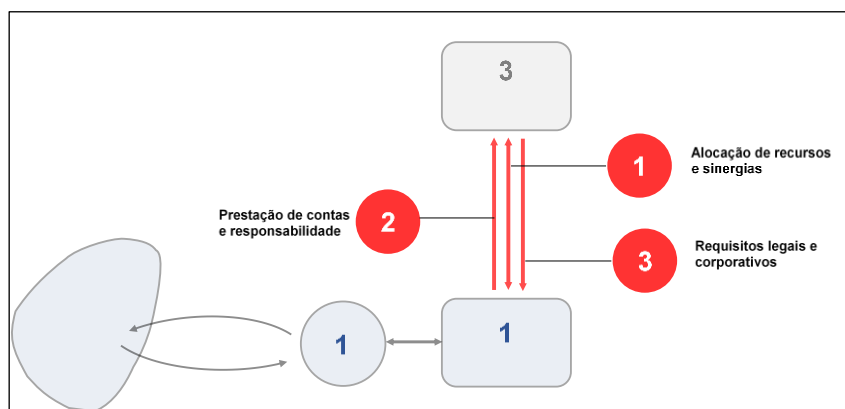 3
1
Alocação de recursos
e sinergias
Prestação de contas
e responsabilidade
2
3
Requisitos legais e
corporativos
1
1